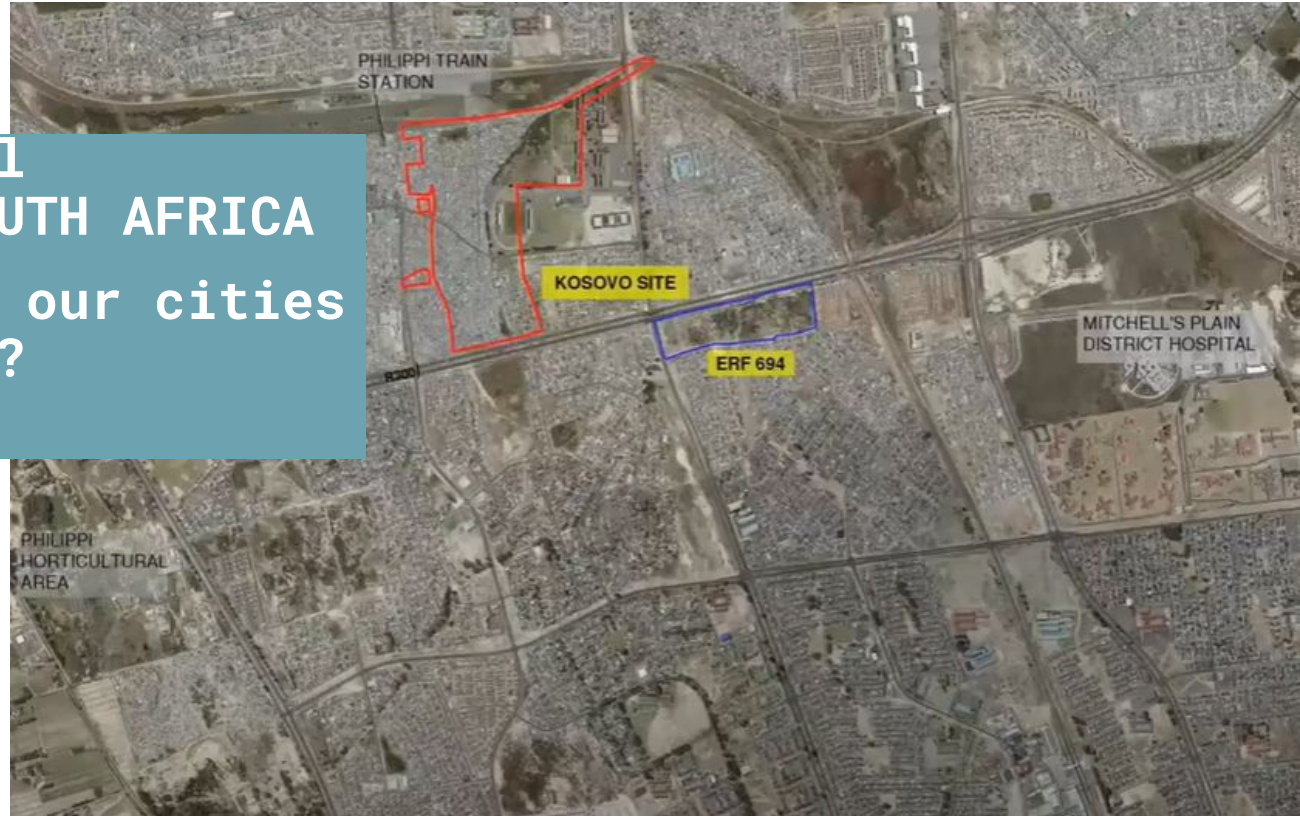 PHILIPPI TRAIN
STATION
1
UTH AFRICA
our cities
?
KOSOVO SITE
ERF 694
MITCHELL'S PLAIN
DISTRICT HOSPITAL
R300
PHILIPPI
HORTICULTURAL
AREA